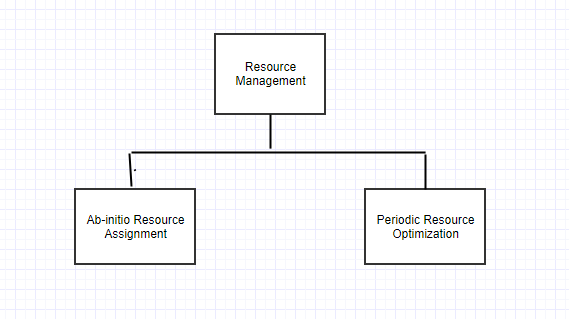 Resource
Management
Ab-initio Resource
Assignment
Periodic Resource
Optimization